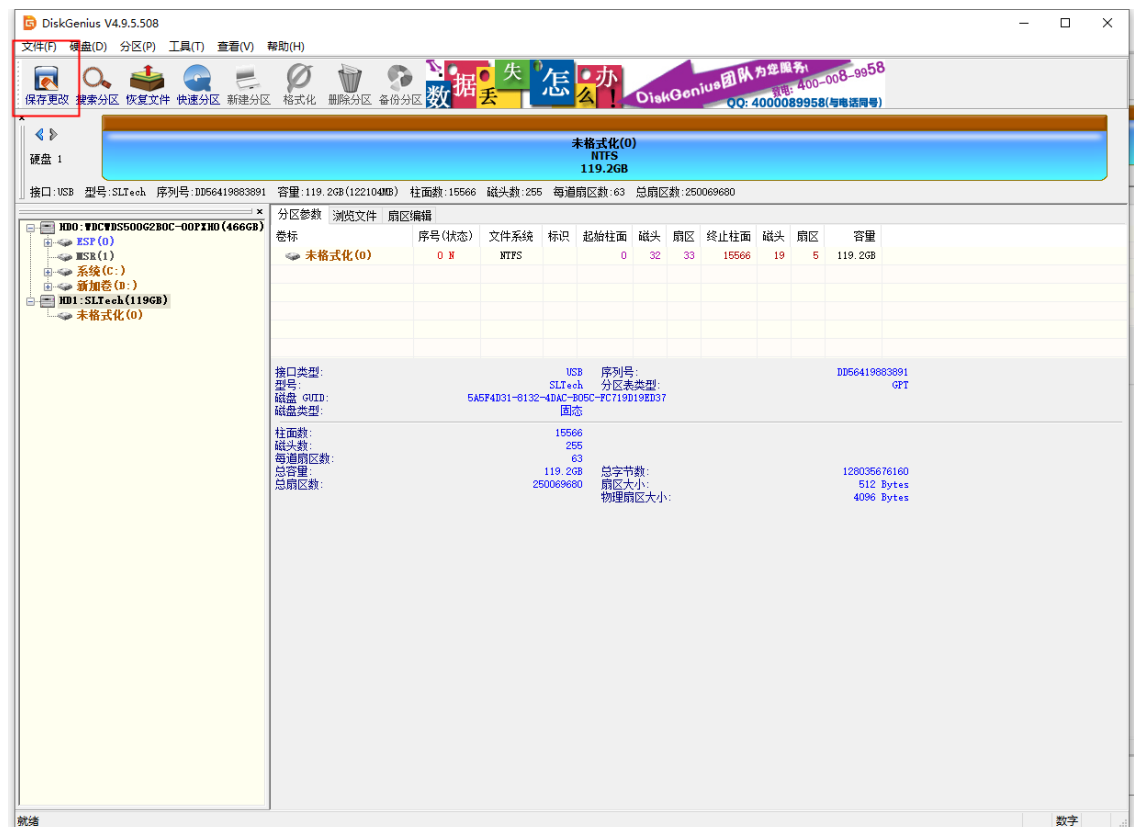 DiskGenius V4.9.5.508
文件(F) 硬盘(D) 分区(P) 工具(T) 查看(V) 帮助(H)
保存更改 搜索分区 恢复文件 快速分区 新建分区 格式化 删除分区 备份分区
数据丢失怎么办!
DiskGenius团队为您服务!
致电: 400-008-9958
QQ: 4000089958(与电话同号)
硬盘 1
未格式化(0)
NTFS
119.2GB
接口:USB 型号:SLTech 序列号:DD56419883891 容量:119.2GB(122104MB) 柱面数:15566 磁头数:255 每道扇区数:63 总扇区数:250069680
HD0:WDCWDS500G2B0C-00PXH0(466GB)
ESP(0)
MSR(1)
系统(C:)
新加卷(D:)
HD1:SLTech(119GB)
未格式化(0)
分区参数 浏览文件 扇区编辑
卷标 序号(状态) 文件系统 标识 起始柱面 磁头 扇区 终止柱面 磁头 扇区 容量
未格式化(0) 0 N NTFS 0 32 33 15566 19 5 119.2GB
接口类型: USB 序列号: DD56419883891
型号: SLTech 分区表类型: GPT
磁盘 GUID: 5A5F4D31-8132-4DAC-B05C-FC719D19ED37
磁盘类型: 固态
柱面数: 15566
磁头数: 255
每道扇区数: 63
总容量: 119.2GB 总字节数: 128035676160
总扇区数: 250069680 扇区大小: 512 Bytes
物理扇区大小: 4096 Bytes
就绪 数字